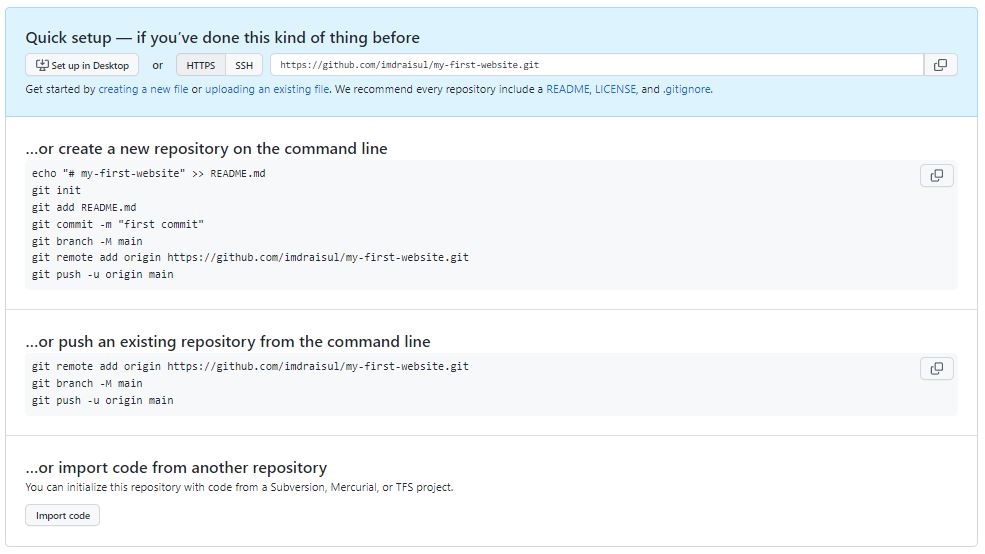 Quick setup — if you’ve done this kind of thing before
Set up in Desktop or HTTPS SSH https://github.com/imdraisul/my-first-website.git
Get started by creating a new file or uploading an existing file. We recommend every repository include a README, LICENSE, and .gitignore.
…or create a new repository on the command line
echo "# my-first-website" >> README.md
git init
git add README.md
git commit -m "first commit"
git branch -M main
git remote add origin https://github.com/imdraisul/my-first-website.git
git push -u origin main
…or push an existing repository from the command line
git remote add origin https://github.com/imdraisul/my-first-website.git
git branch -M main
git push -u origin main
…or import code from another repository
You can initialize this repository with code from a Subversion, Mercurial, or TFS project.
Import code